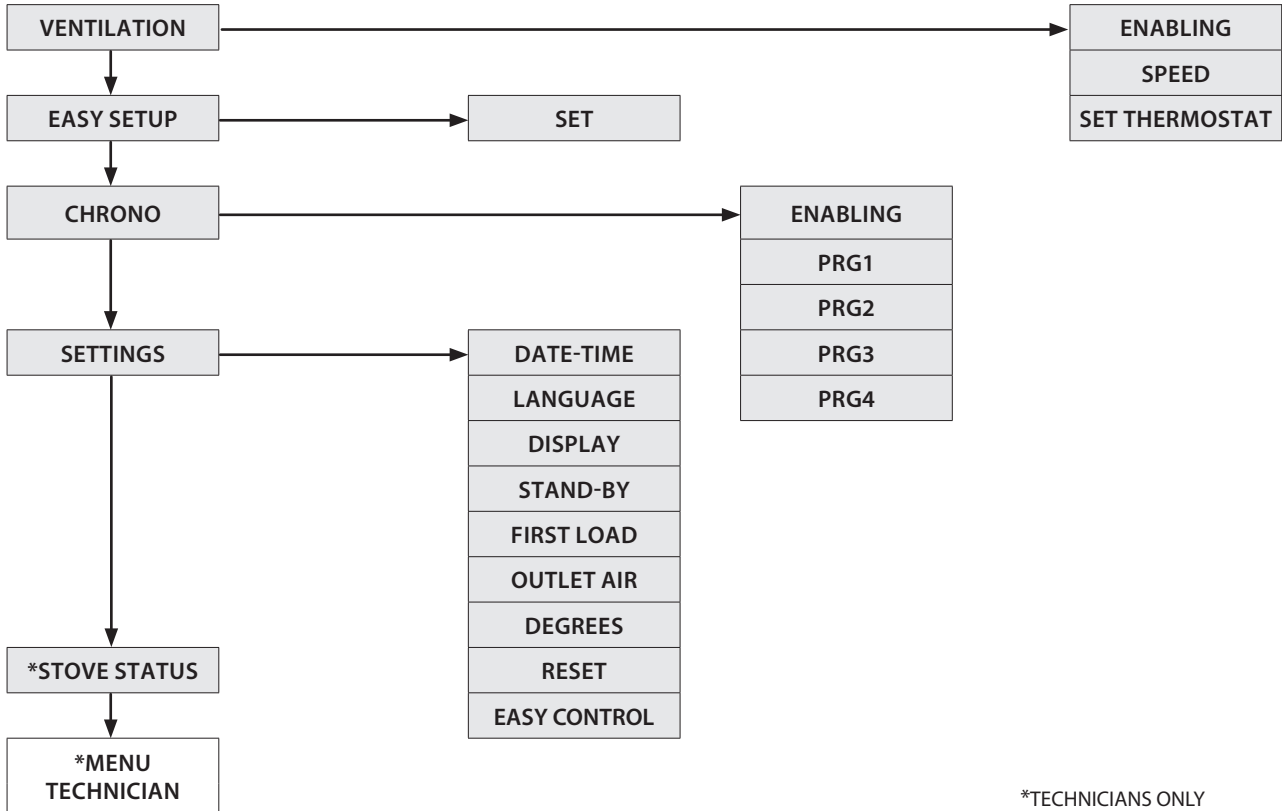 VENTILATION
ENABLING
SPEED
SET THERMOSTAT
EASY SETUP
SET
CHRONO
ENABLING
PRG1
PRG2
PRG3
PRG4
SETTINGS
DATE-TIME
LANGUAGE
DISPLAY
STAND-BY
FIRST LOAD
OUTLET AIR
DEGREES
RESET
EASY CONTROL
*STOVE STATUS
*MENU
TECHNICIAN
*TECHNICIANS ONLY